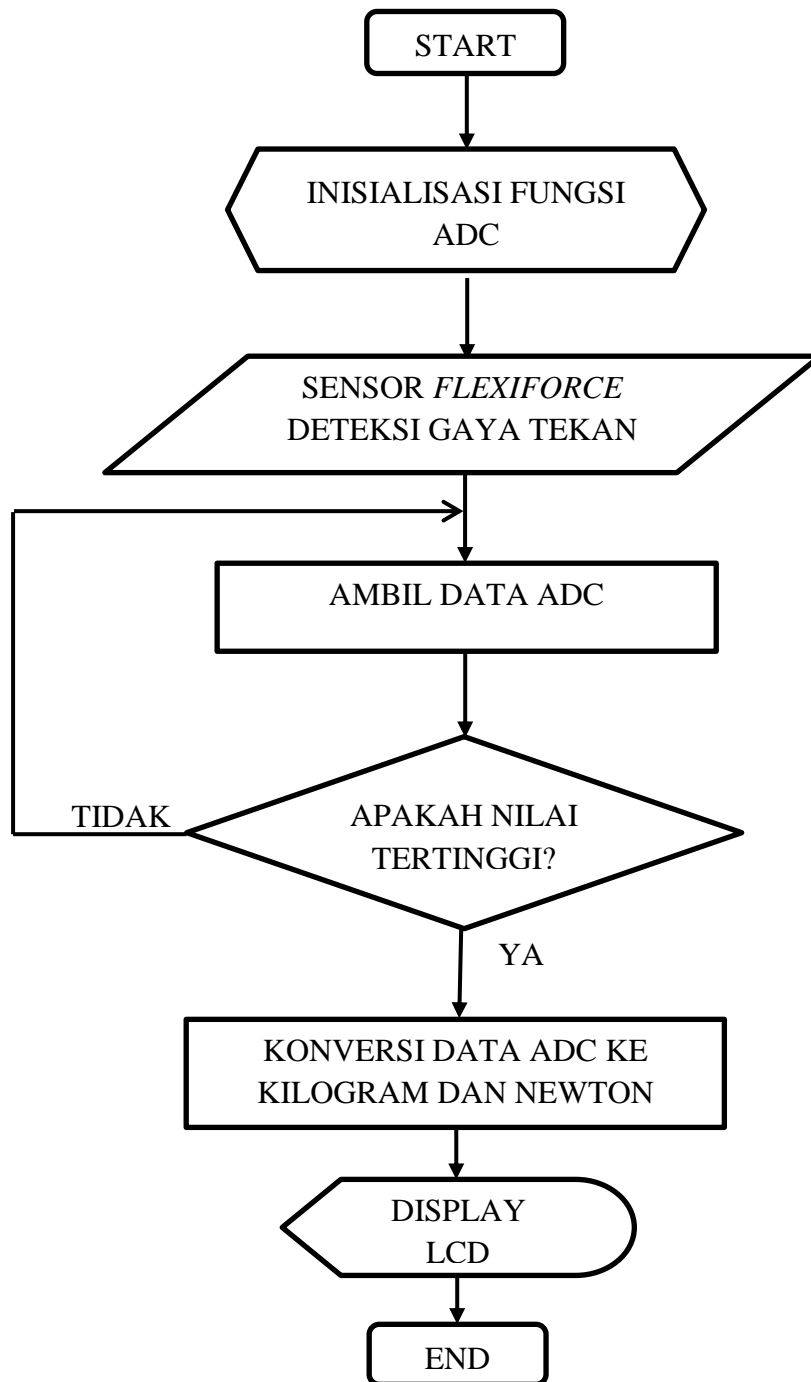 START
INISIALISASI FUNGSI
ADC
SENSOR FLEXIFORCE
DETEKSI GAYA TEKAN
AMBIL DATA ADC
TIDAK
APAKAH NILAI
TERTINGGI?
YA
KONVERSI DATA ADC KE
KILOGRAM DAN NEWTON
DISPLAY
LCD
END